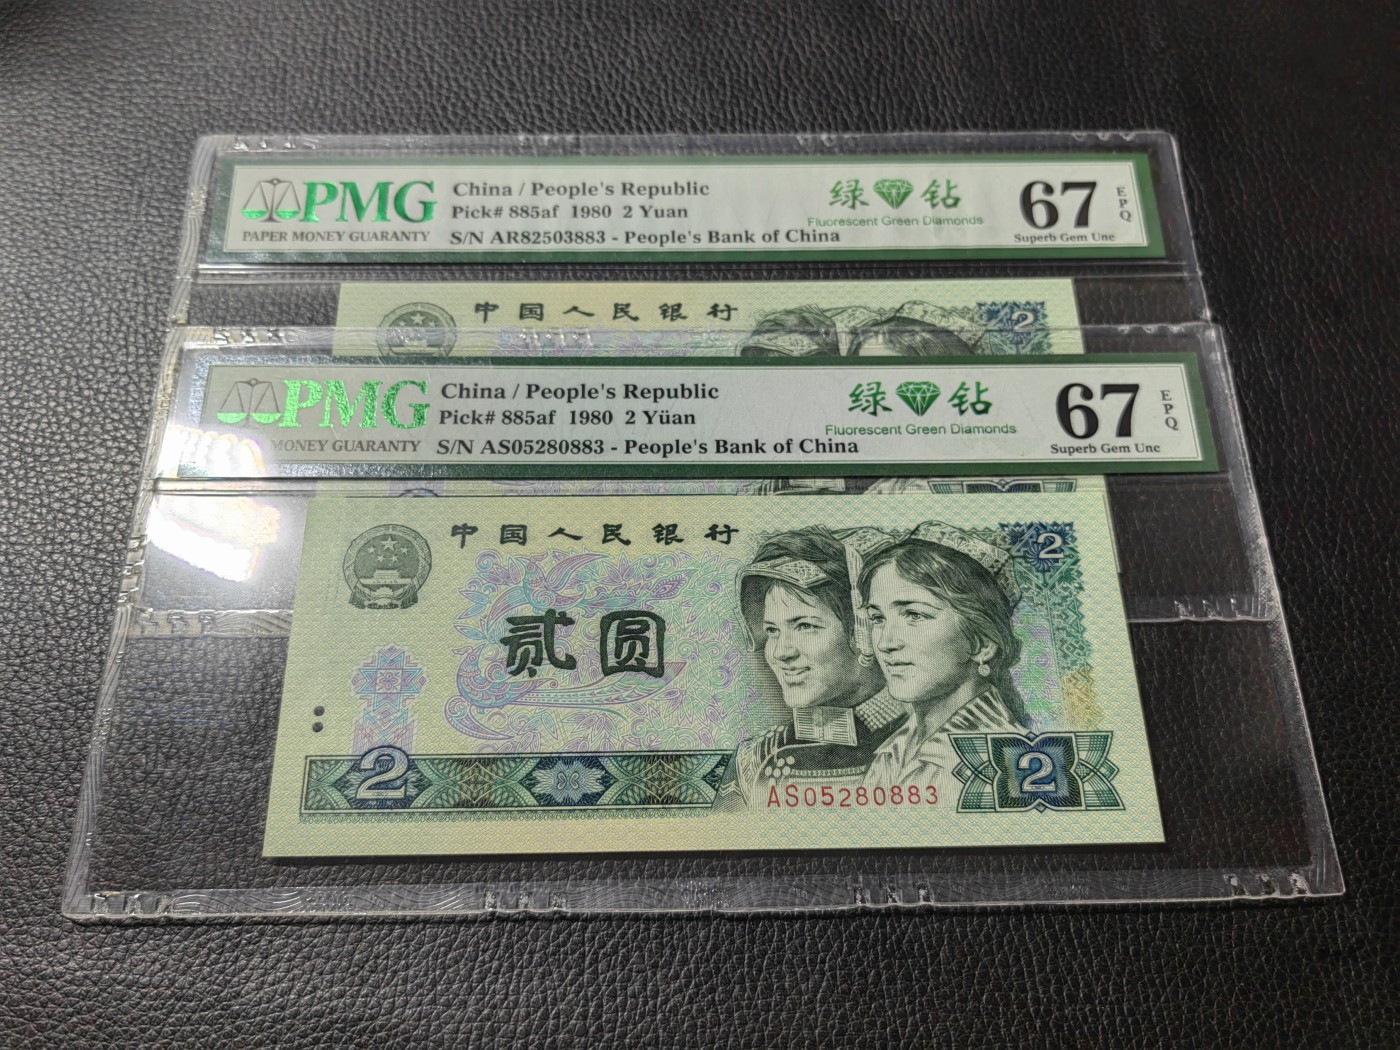 PMG
PAPER MONEY GUARANTY
China / People's Republic
Pick# 885af 1980 2 Yuan
S/N AR82503883 - People's Bank of China
绿 钻
Fluorescent Green Diamonds
67
EPQ
Superb Gem Unc
中国人民银行
2
PMG
MONEY GUARANTY
China / People's Republic
Pick# 885af 1980 2 Yüan
S/N AS05280883 - People's Bank of China
绿 钻
Fluorescent Green Diamonds
67
EPQ
Superb Gem Unc
中国人民银行
2
贰圆
2
AS05280883
2